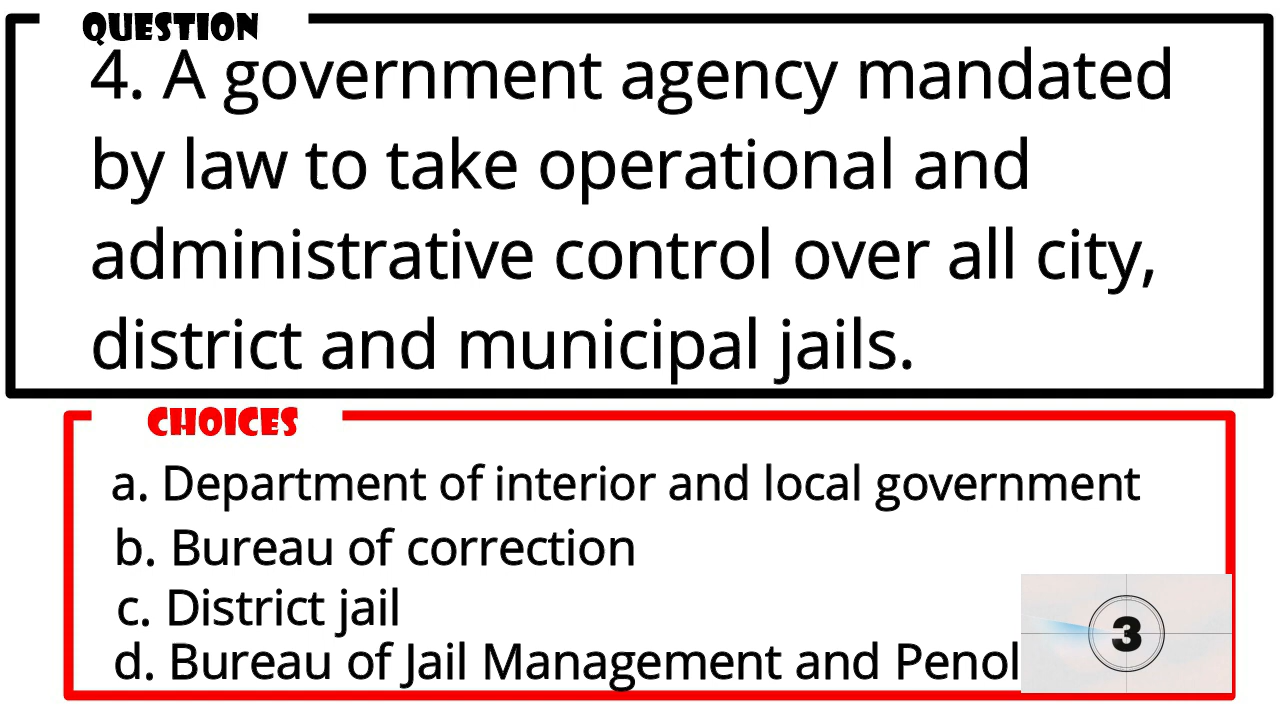 QUESTION
4. A government agency mandated
by law to take operational and
administrative control over all city,
district and municipal jails.
CHOICES
a. Department of interior and local government
b. Bureau of correction
c. District jail
d. Bureau of Jail Management and Penol
3